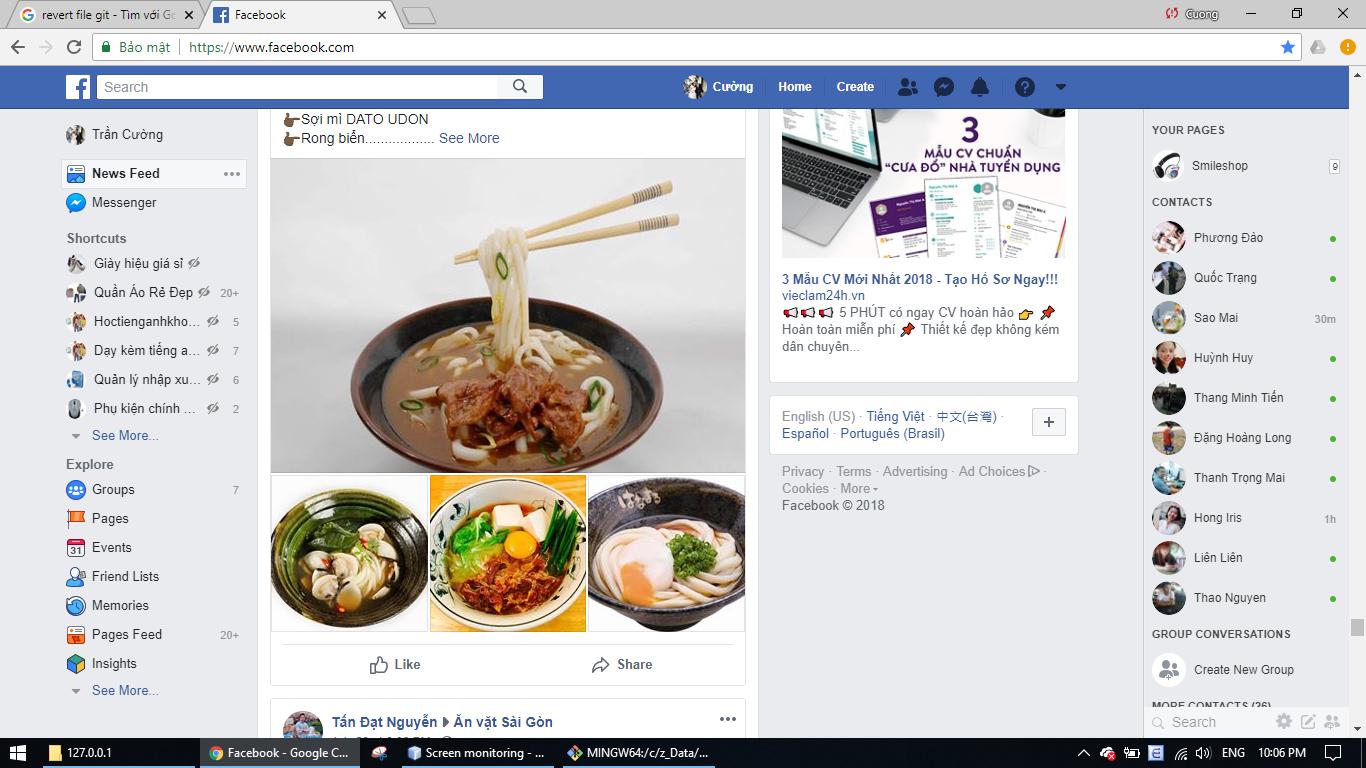 revert file git - Tìm với Go
Facebook
Cuong
Bảo mật
https://www.facebook.com
Search
Cường
Home
Create
Trần Cường
News Feed
Messenger
Shortcuts
Giày hiệu giá sỉ
Quần Áo Rẻ Đẹp 20+
Hoctienganhkho... 5
Dạy kèm tiếng a... 7
Quản lý nhập xu... 6
Phụ kiện chính ... 2
See More...
Explore
Groups 7
Pages
31 Events
Friend Lists
Memories
Pages Feed 20+
Insights
See More...
Sợi mì DATO UDON
Rong biển.................. See More
Like
Share
Tấn Đạt Nguyễn Ăn vặt Sài Gòn
3
MẪU CV CHUẨN
“CƯA ĐỔ” NHÀ TUYỂN DỤNG
3 Mẫu CV Mới Nhất 2018 - Tạo Hồ Sơ Ngay!!!
vieclam24h.vn
5 PHÚT có ngay CV hoàn hảo
Hoàn toàn miễn phí Thiết kế đẹp không kém
dân chuyên...
English (US) · Tiếng Việt · 中文(台灣) ·
Español · Português (Brasil)
Privacy · Terms · Advertising · Ad Choices ·
Cookies · More
Facebook © 2018
YOUR PAGES
Smileshop 9
CONTACTS
Phương Đảo
Quốc Trạng
Sao Mai 30m
Huỳnh Huy
Thang Minh Tiến
Đặng Hoàng Long
Thanh Trọng Mai
Hong Iris 1h
Liên Liên
Thao Nguyen
GROUP CONVERSATIONS
Create New Group
MORE CONTACTS (26)
Search
127.0.0.1
Facebook - Google C...
Screen monitoring - ...
MINGW64:/c/z_Data/...
ENG
10:06 PM